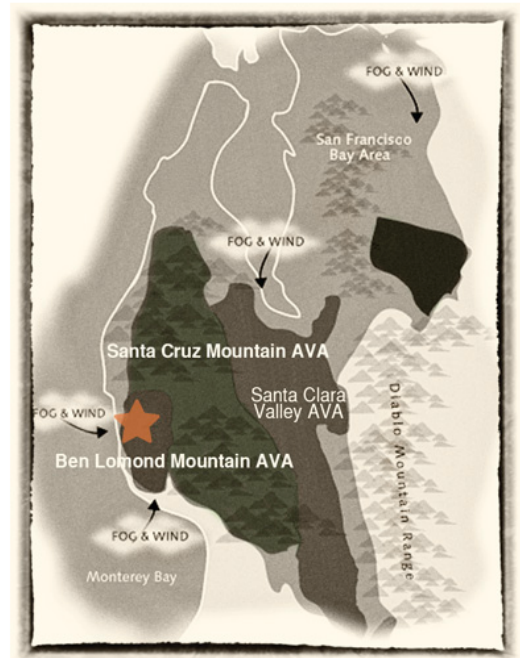 FOG & WIND
San Francisco
Bay Area
FOG & WIND
Santa Cruz Mountain AVA
Santa Clara
Valley AVA
Diablo Mountain Range
FOG & WIND
Ben Lomond Mountain AVA
FOG & WIND
Monterey Bay